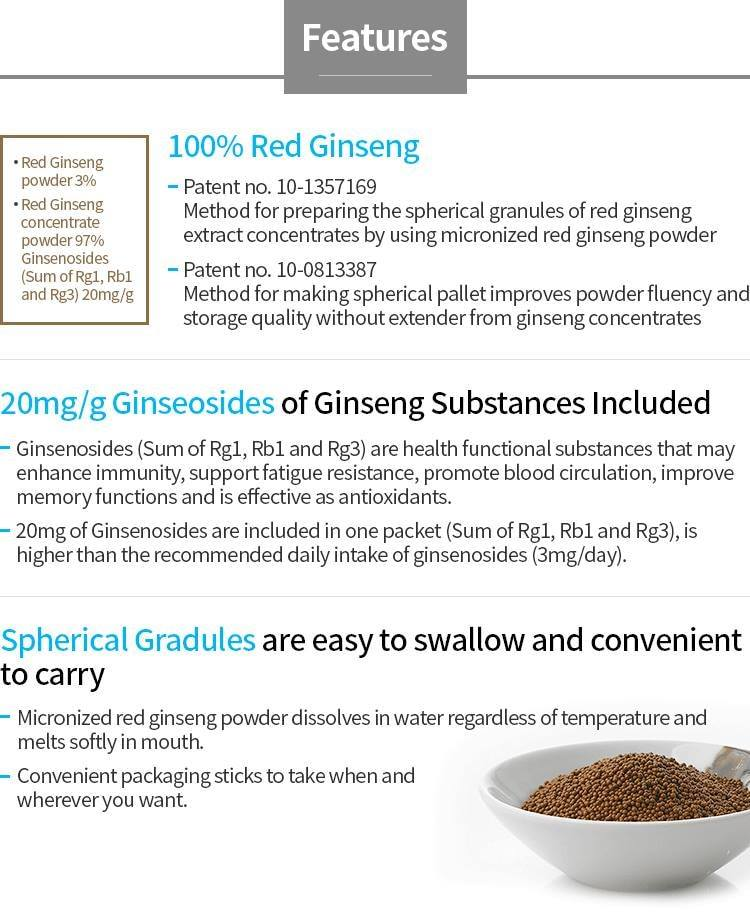 Features
• Red Ginseng
powder 3%
• Red Ginseng
concentrate
powder 97%
Ginsenosides
(Sum of Rg1, Rb1
and Rg3) 20mg/g
100% Red Ginseng
– Patent no. 10-1357169
Method for preparing the spherical granules of red ginseng
extract concentrates by using micronized red ginseng powder
– Patent no. 10-0813387
Method for making spherical pallet improves powder fluency and
storage quality without extender from ginseng concentrates
20mg/g Ginseosides of Ginseng Substances Included
– Ginsenosides (Sum of Rg1, Rb1 and Rg3) are health functional substances that may
enhance immunity, support fatigue resistance, promote blood circulation, improve
memory functions and is effective as antioxidants.
– 20mg of Ginsenosides are included in one packet (Sum of Rg1, Rb1 and Rg3), is
higher than the recommended daily intake of ginsenosides (3mg/day).
Spherical Gradules are easy to swallow and convenient
to carry
– Micronized red ginseng powder dissolves in water regardless of temperature and
melts softly in mouth.
– Convenient packaging sticks to take when and
wherever you want.